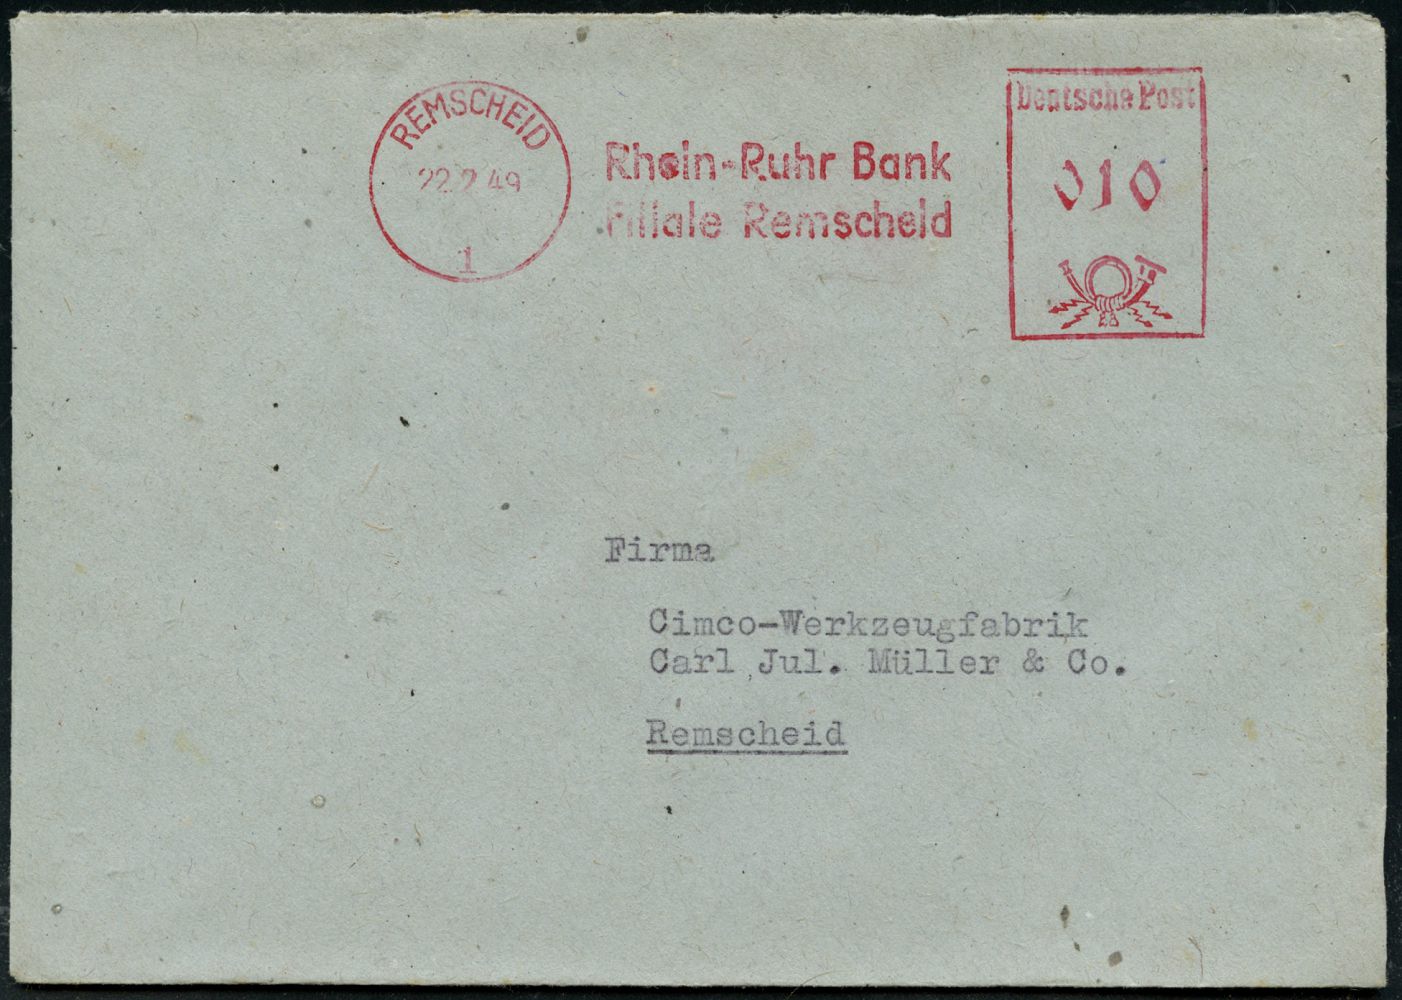 REMSCHEID
22.2.49
1
Rhein-Ruhr Bank
Filiale Remscheid
Deutsche Post
010
Firma
Cimco-Werkzeugfabrik
Carl Jul. Müller & Co.
Remscheid